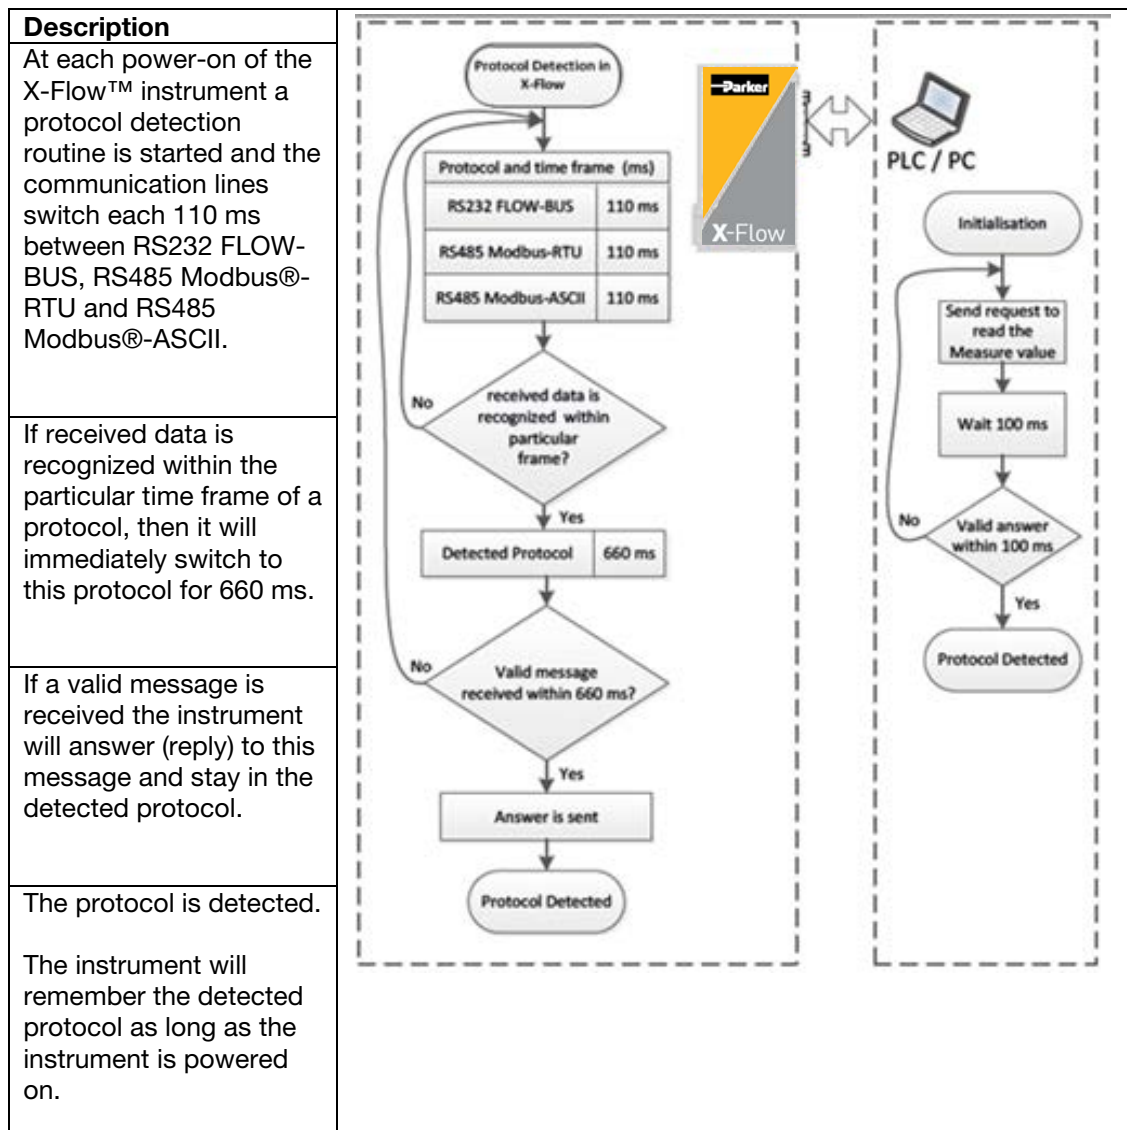 Description
At each power-on of the
X-Flow™ instrument a
protocol detection
routine is started and the
communication lines
switch each 110 ms
between RS232 FLOW-
BUS, RS485 Modbus®-
RTU and RS485
Modbus®-ASCII.
If received data is
recognized within the
particular time frame of a
protocol, then it will
immediately switch to
this protocol for 660 ms.
If a valid message is
received the instrument
will answer (reply) to this
message and stay in the
detected protocol.
The protocol is detected.
The instrument will
remember the detected
protocol as long as the
instrument is powered
on.
Protocol Detection in
X-Flow
Protocol and time frame (ms)
RS232 FLOW-BUS 110 ms
RS485 Modbus-RTU 110 ms
RS485 Modbus-ASCII 110 ms
No
received data is
recognized within
particular
frame?
Yes
Detected Protocol 660 ms
No
Valid message
received within 660 ms?
Yes
Answer is sent
Protocol Detected
Parker
X-Flow
PLC / PC
Initialisation
Send request to
read the
Measure value
Wait 100 ms
No
Valid answer
within 100 ms
Yes
Protocol Detected